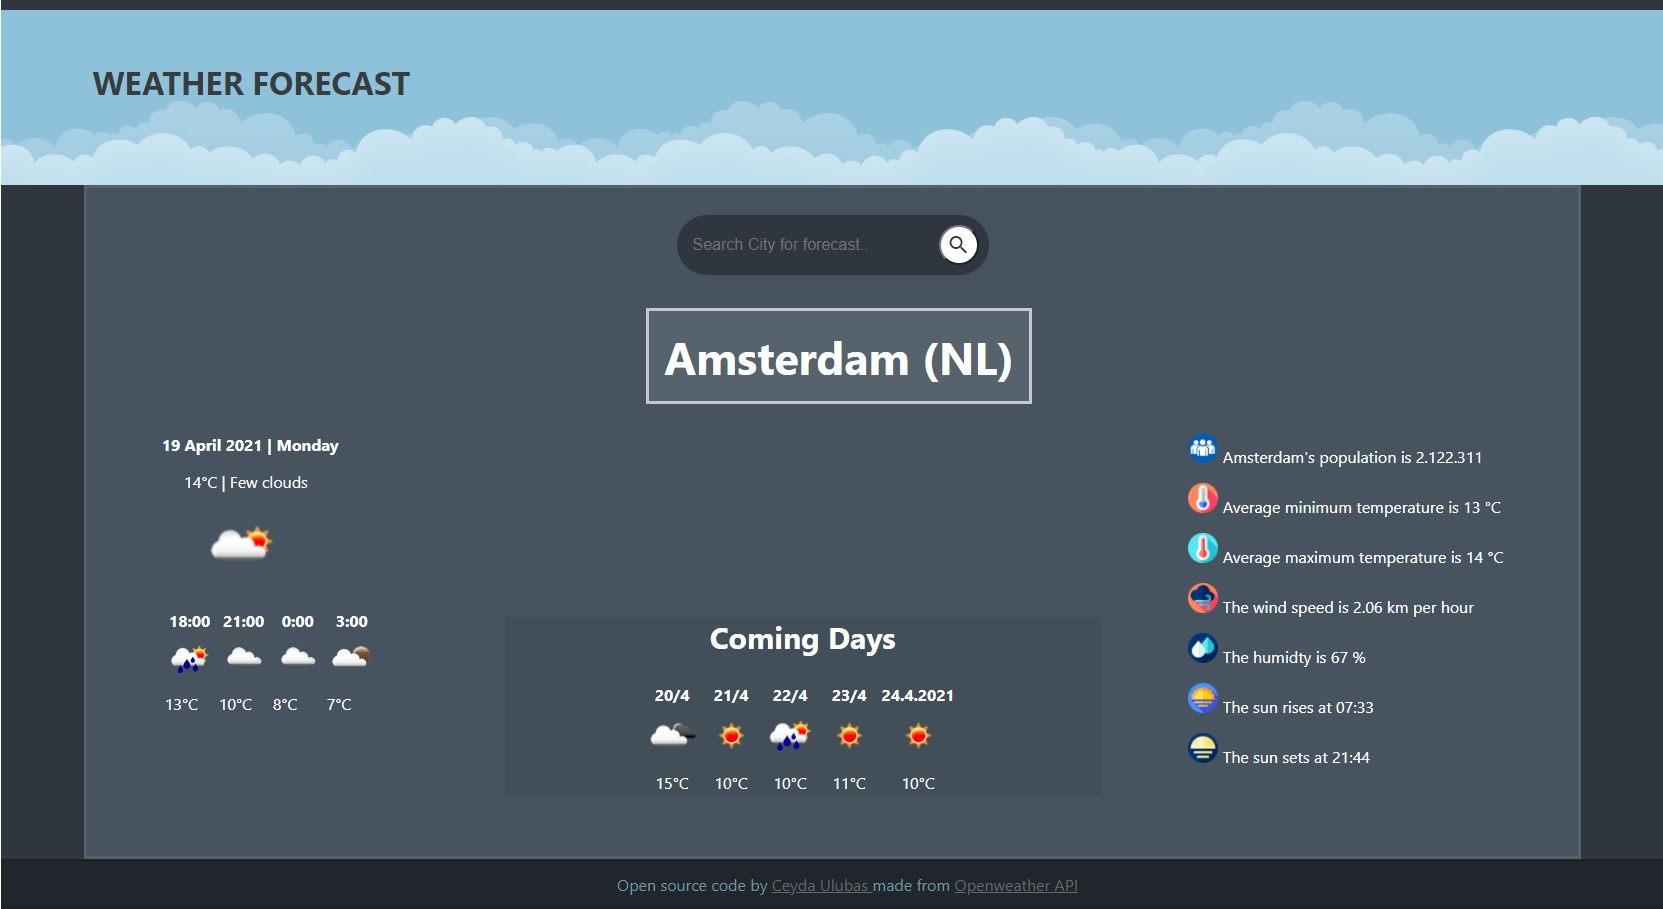 WEATHER FORECAST
Search City for forecast..
Amsterdam (NL)
19 April 2021 | Monday
14°C | Few clouds
18:00 21:00 0:00 3:00
13°C 10°C 8°C 7°C
Coming Days
20/4 21/4 22/4 23/4 24.4.2021
15°C 10°C 10°C 11°C 10°C
Amsterdam's population is 2.122.311
Average minimum temperature is 13 °C
Average maximum temperature is 14 °C
The wind speed is 2.06 km per hour
The humidty is 67 %
The sun rises at 07:33
The sun sets at 21:44
Open source code by Ceyda Ulubas made from Openweather API